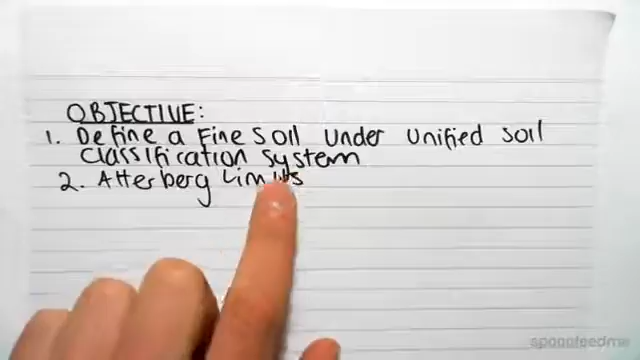 OBJECTIVE:
1. Define a Fine Soil under unified soil
classification system
2. Atterberg Limits
spoonfeedme